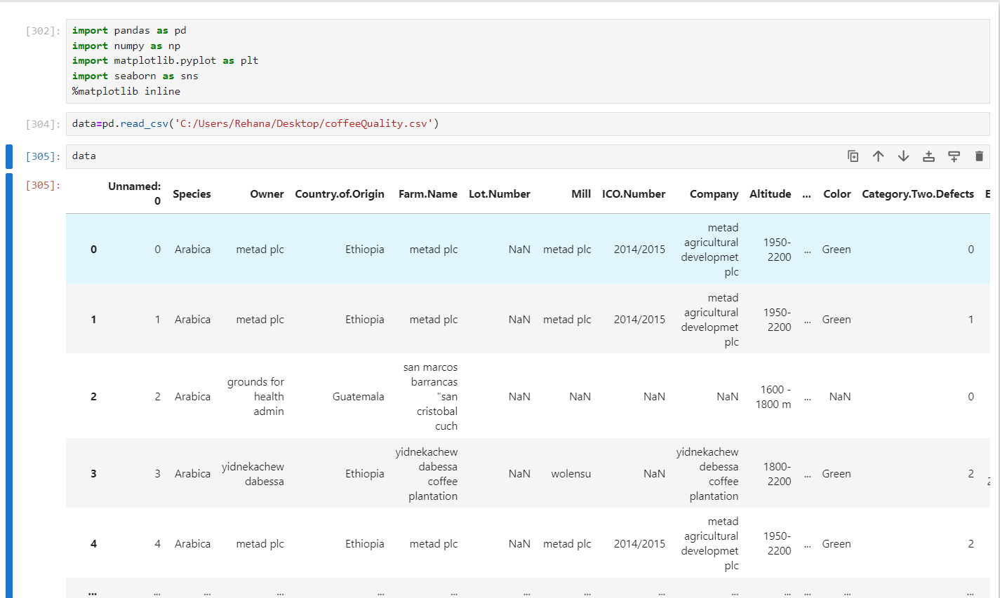 [302]: import pandas as pd
import numpy as np
import matplotlib.pyplot as plt
import seaborn as sns
%matplotlib inline
[304]: data=pd.read_csv('C:/Users/Rehana/Desktop/coffeeQuality.csv')
[305]: data
[305]: Unnamed: 0 Species Owner Country.of.Origin Farm.Name Lot.Number Mill ICO.Number Company Altitude ... Color Category.Two.Defects
0 0 Arabica metad plc Ethiopia metad plc NaN metad plc 2014/2015 metad agricultural developmet plc 1950-2200 ... Green 0
1 1 Arabica metad plc Ethiopia metad plc NaN metad plc 2014/2015 metad agricultural developmet plc 1950-2200 ... Green 1
2 2 Arabica grounds for health admin Guatemala san marcos barrancas "san cristobal cuch NaN NaN NaN NaN 1600 - 1800 m ... NaN 0
3 3 Arabica yidnekachew dabessa Ethiopia yidnekachew dabessa coffee plantation NaN wolensu NaN yidnekachew debessa coffee plantation 1800-2200 ... Green 2
4 4 Arabica metad plc Ethiopia metad plc NaN metad plc 2014/2015 metad agricultural developmet plc 1950-2200 ... Green 2
... ... ... ... ... ... ... ... ... ... ... ... ... ...